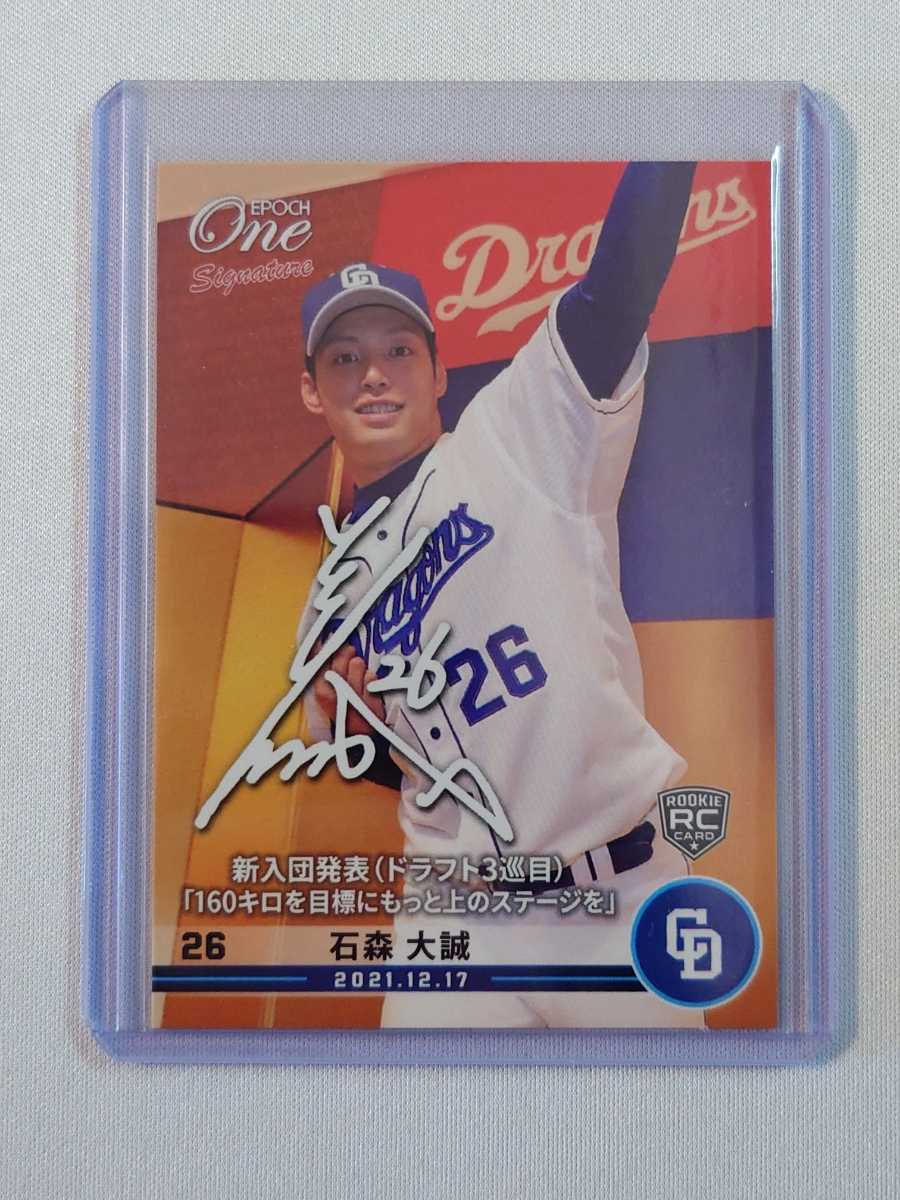 EPOCH
One
Signature
Dragons
CD
Dragons
26
26
ROOKIE
RC
CARD
新入団発表(ドラフト3巡目)
「160キロを目標にもっと上のステージを」
26 石森 大誠
CD
2021.12.17